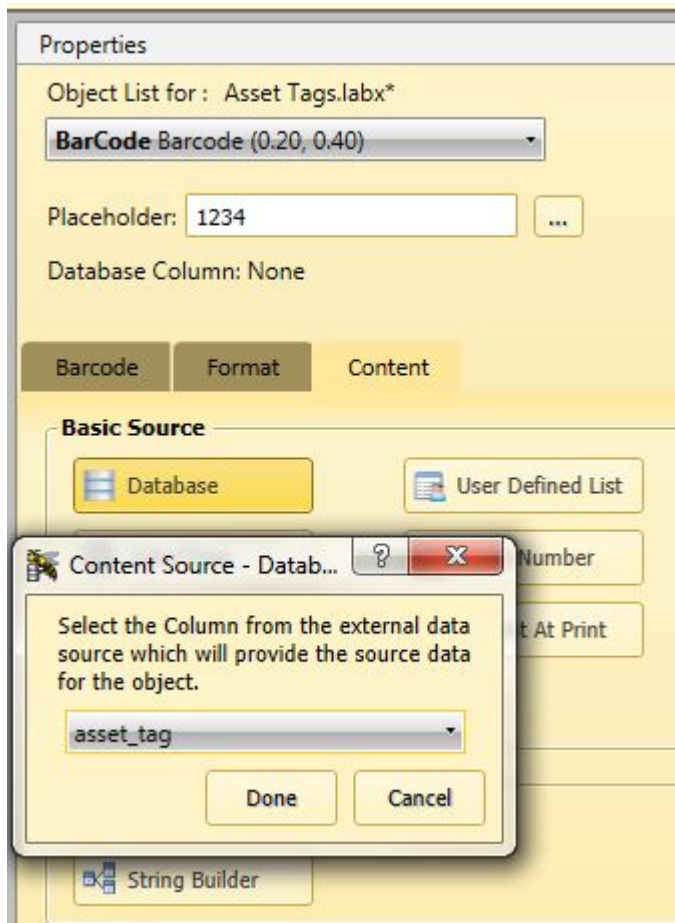 Properties
Object List for : Asset Tags.labx*
BarCode Barcode (0.20, 0.40)
Placeholder: 1234 ...
Database Column: None
Barcode Format Content
Basic Source
Database User Defined List
Content Source - Datab... ? X Number
Select the Column from the external data
source which will provide the source data
for the object.
t At Print
asset_tag
Done Cancel
String Builder